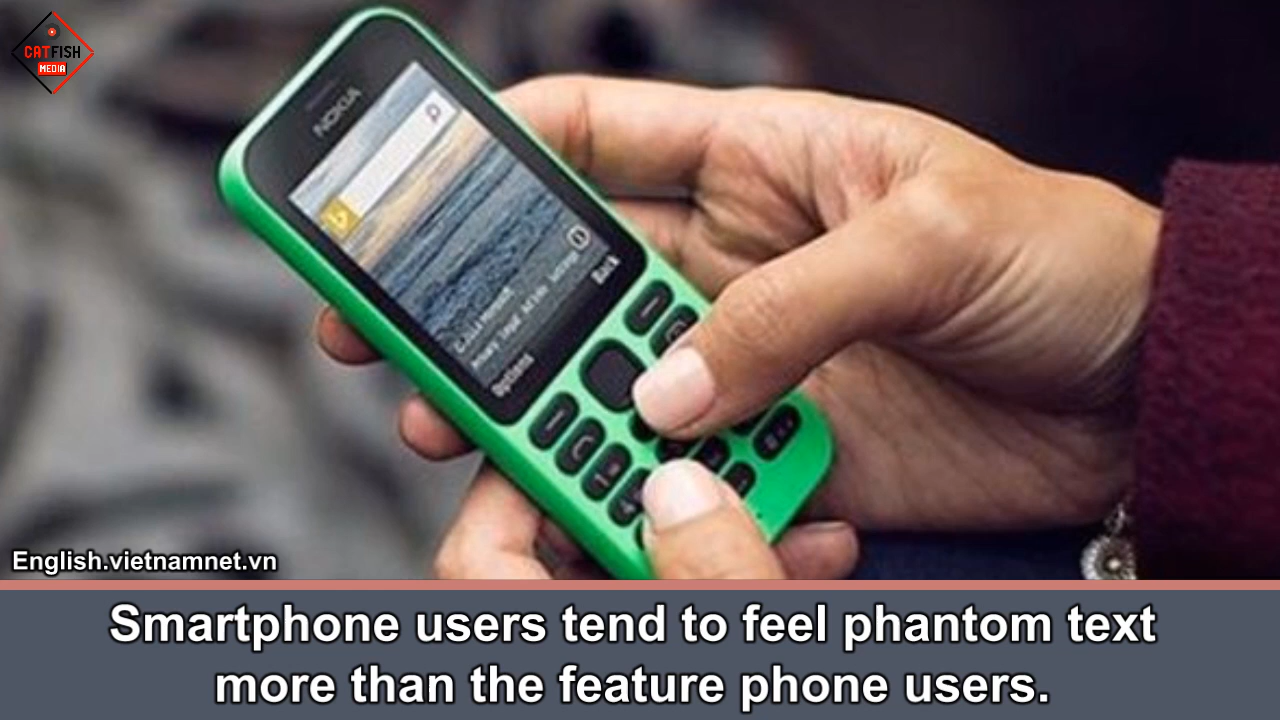 CATFISH
MEDIA
NOKIA
Back
Options
English.vietnamnet.vn
Smartphone users tend to feel phantom text
more than the feature phone users.